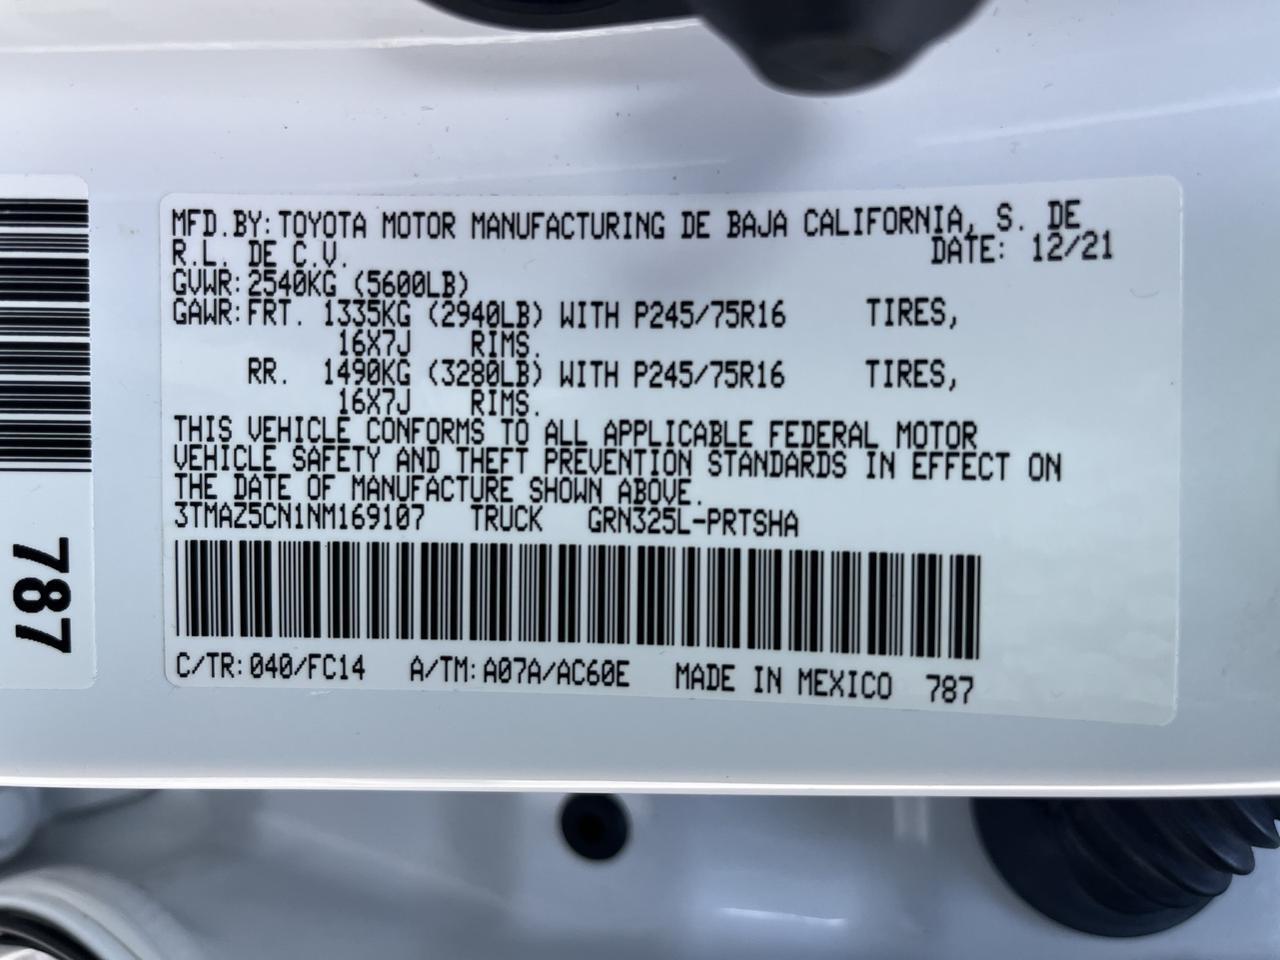 MFD.BY:TOYOTA MOTOR MANUFACTURING DE BAJA CALIFORNIA, S. DE
R.L. DE C.V. DATE: 12/21
GVWR:2540KG (5600LB)
GAWR:FRT. 1335KG (2940LB) WITH P245/75R16 TIRES,
16X7J RIMS.
RR. 1490KG (3280LB) WITH P245/75R16 TIRES,
16X7J RIMS.
THIS VEHICLE CONFORMS TO ALL APPLICABLE FEDERAL MOTOR
VEHICLE SAFETY AND THEFT PREVENTION STANDARDS IN EFFECT ON
THE DATE OF MANUFACTURE SHOWN ABOVE.
3TMAZ5CN1NM169107 TRUCK GRN325L-PRTSHA
C/TR:040/FC14 A/TM:A07A/AC60E MADE IN MEXICO 787
787